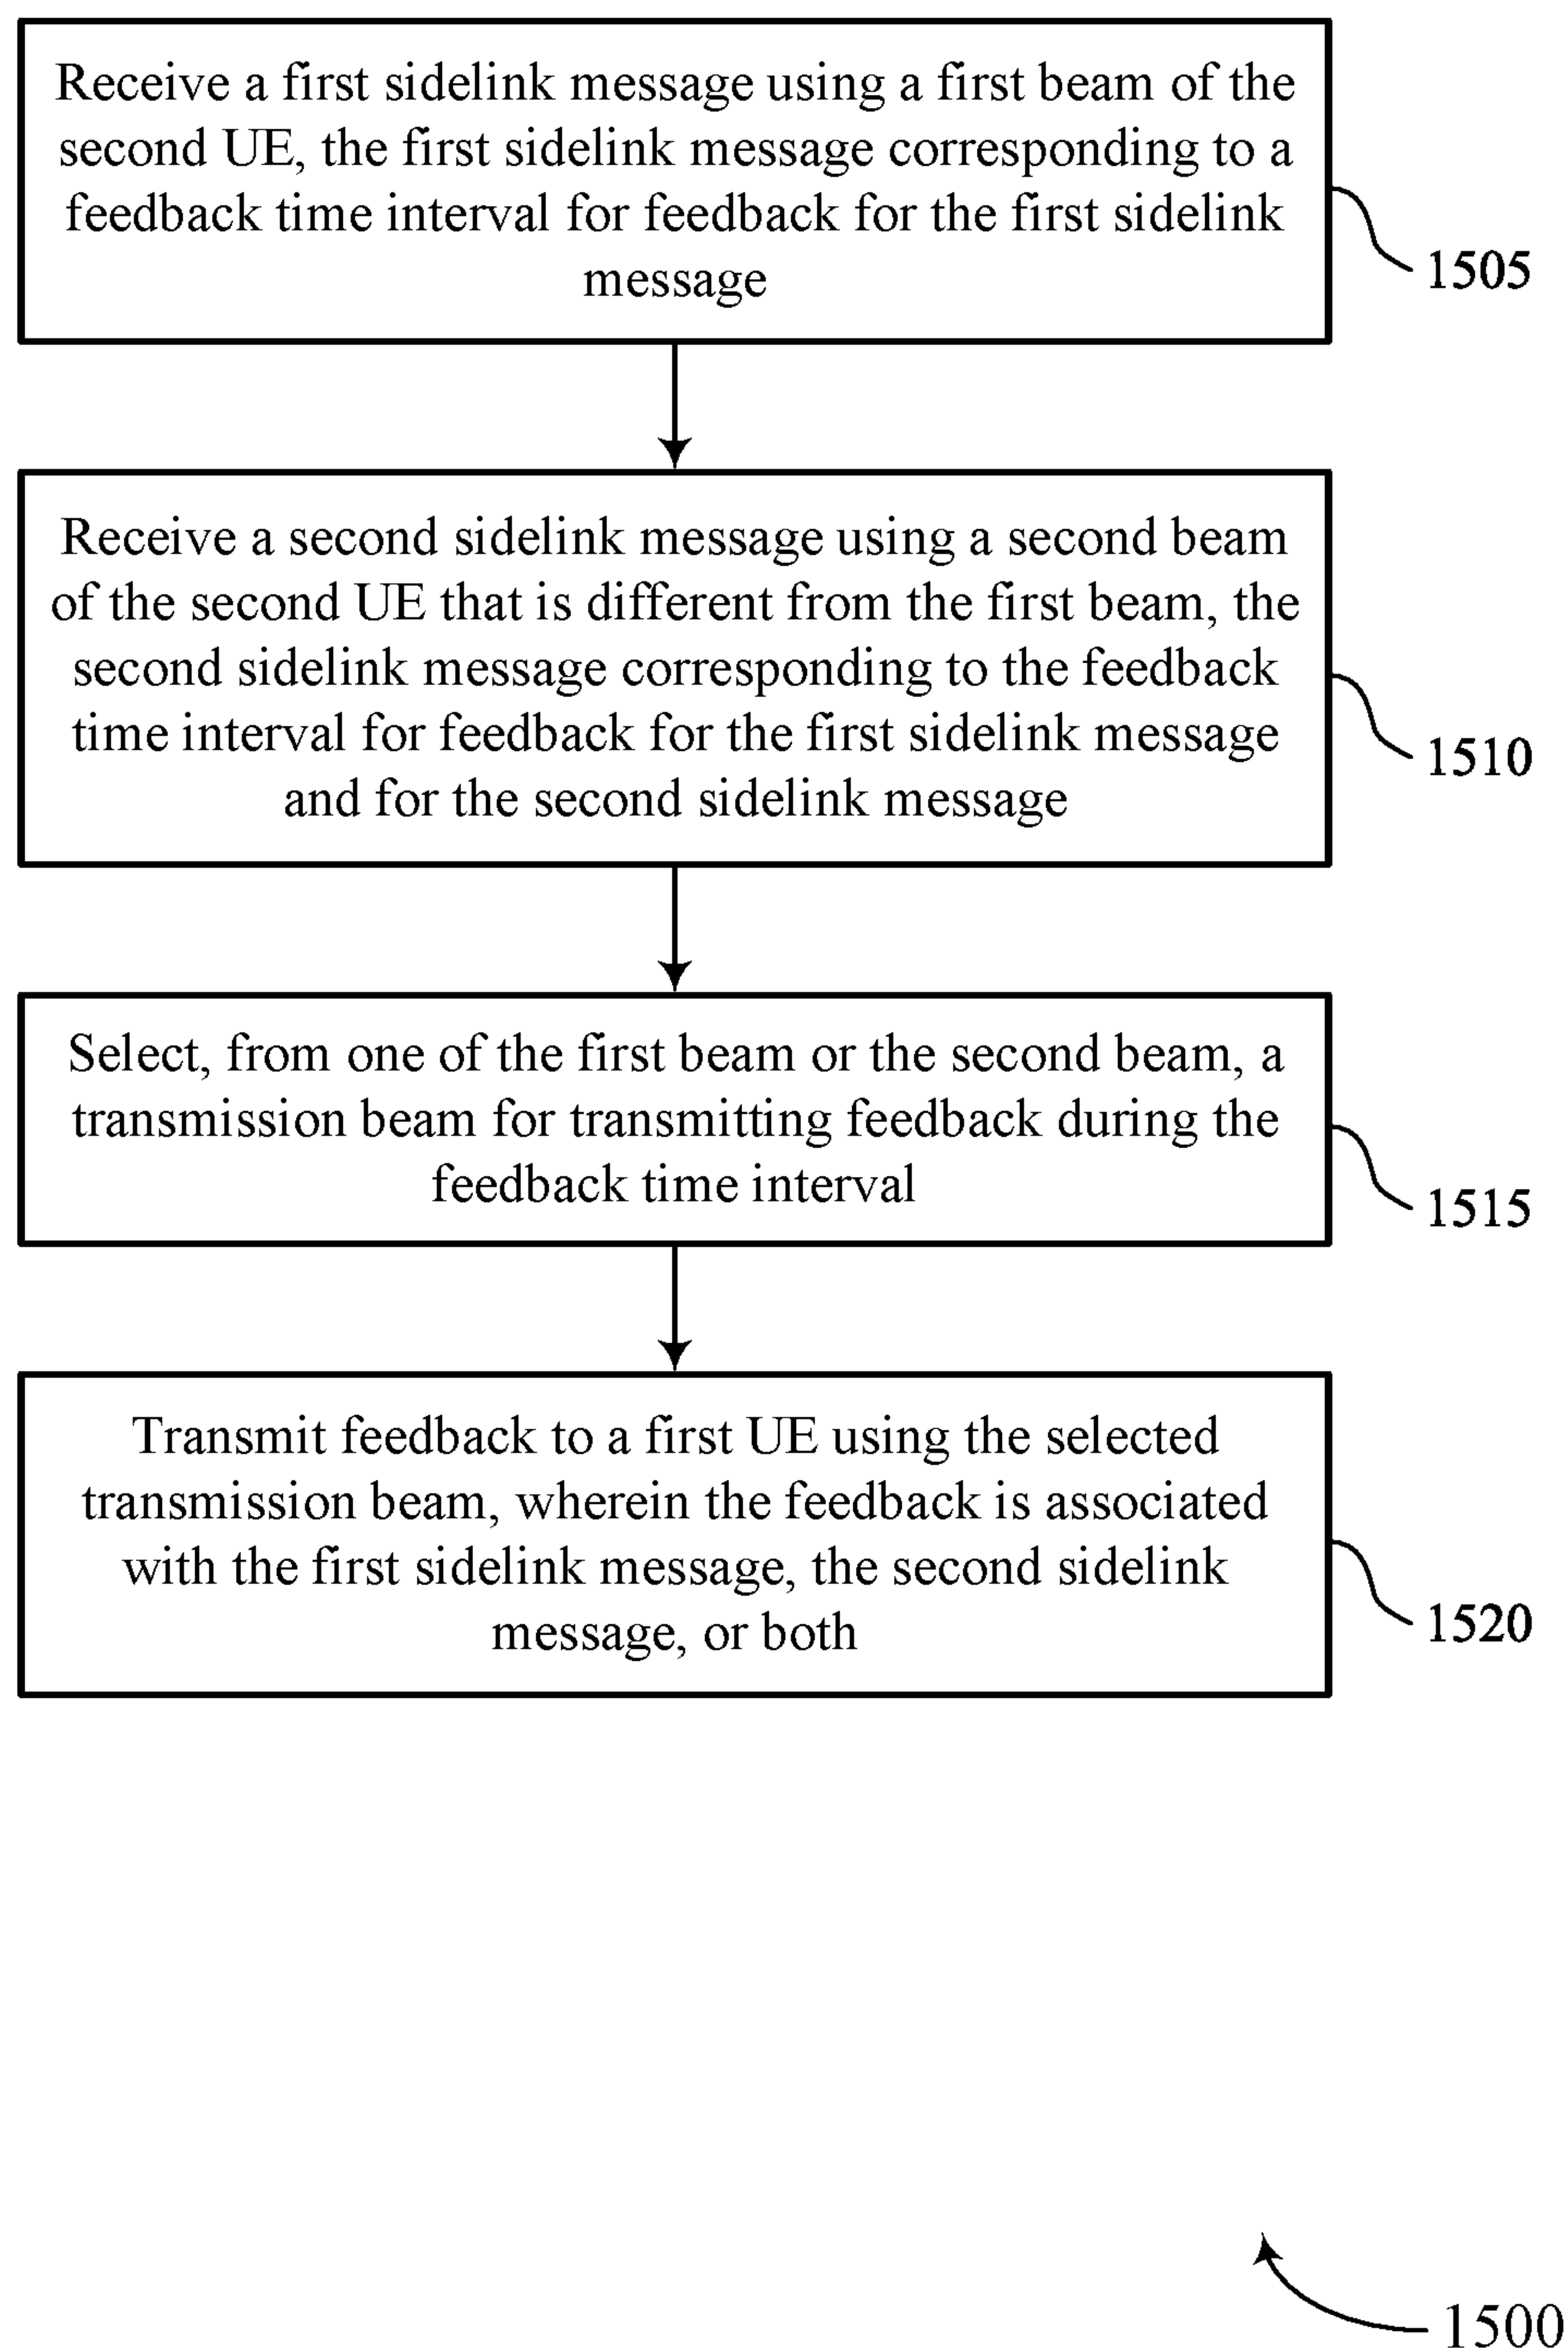 Receive a first sidelink message using a first beam of the
second UE, the first sidelink message corresponding to a
feedback time interval for feedback for the first sidelink
message
1505
Receive a second sidelink message using a second beam
of the second UE that is different from the first beam, the
second sidelink message corresponding to the feedback
time interval for feedback for the first sidelink message
and for the second sidelink message
1510
Select, from one of the first beam or the second beam, a
transmission beam for transmitting feedback during the
feedback time interval
1515
Transmit feedback to a first UE using the selected
transmission beam, wherein the feedback is associated
with the first sidelink message, the second sidelink
message, or both
1520
1500